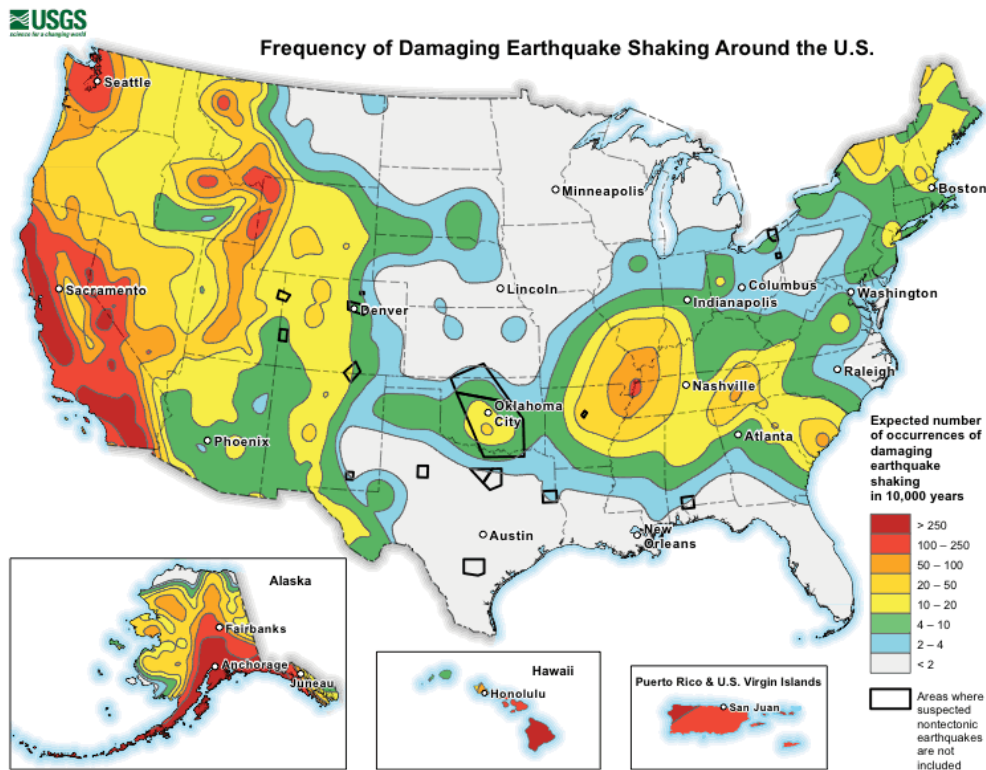 USGS
science for a changing world
Frequency of Damaging Earthquake Shaking Around the U.S.
Seattle
Minneapolis
Boston
Sacramento
Lincoln
Columbus
Washington
Denver
Indianapolis
Raleigh
Nashville
Oklahoma
City
Phoenix
Atlanta
Austin
New
Orleans
Expected number
of occurrences of
damaging
earthquake
shaking
in 10,000 years
> 250
100 – 250
50 – 100
20 – 50
10 – 20
4 – 10
2 – 4
< 2
Areas where
suspected
nontectonic
earthquakes
are not
included
Alaska
Fairbanks
Anchorage
Juneau
Hawaii
Honolulu
Puerto Rico & U.S. Virgin Islands
San Juan